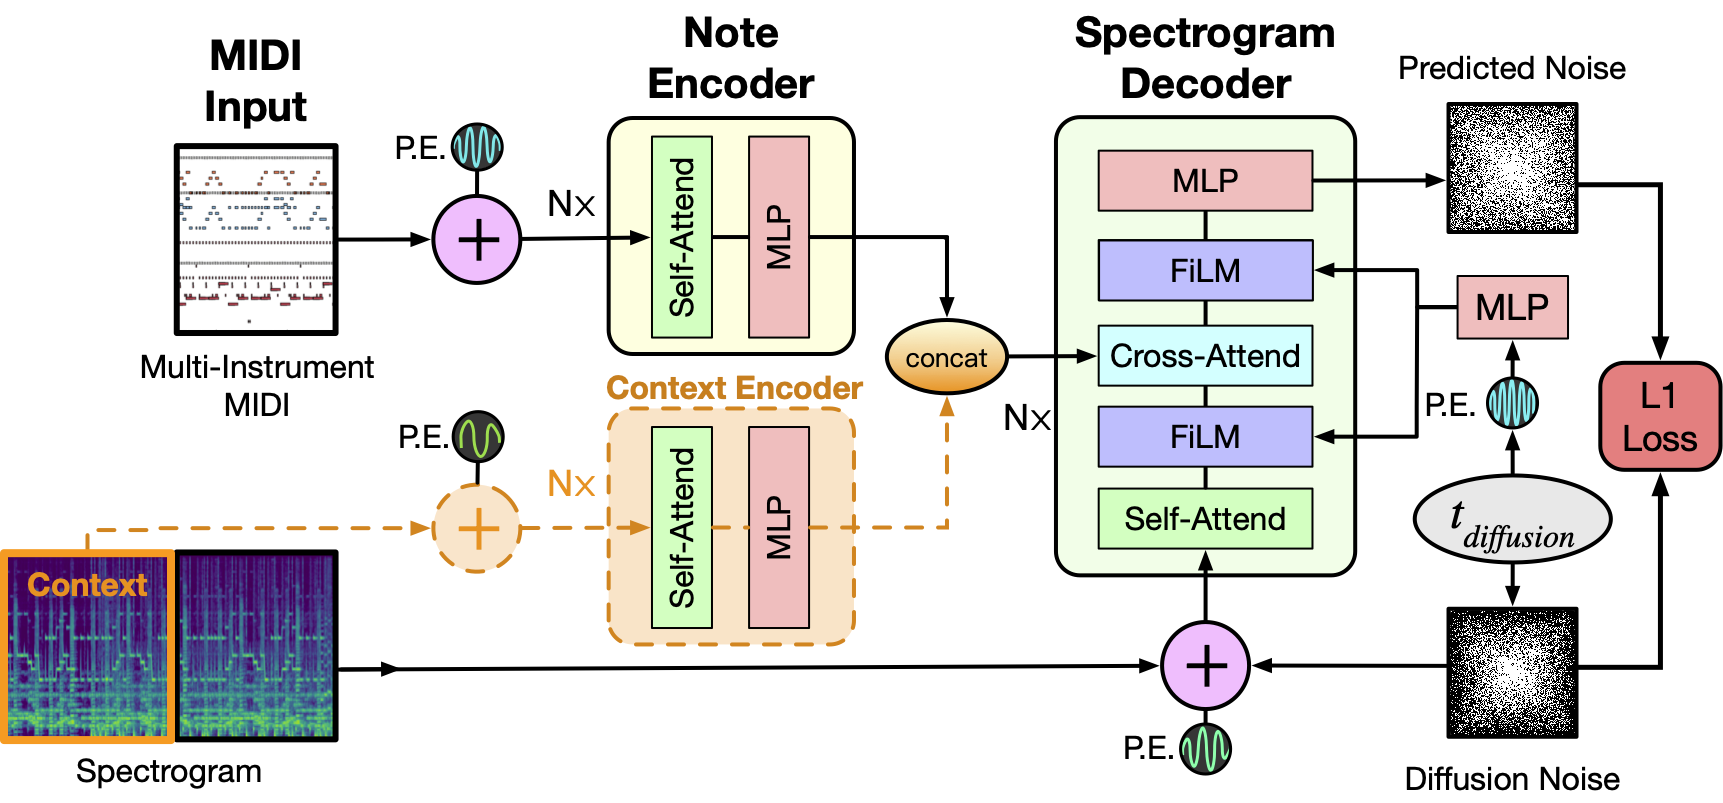 MIDI
Input
P.E.
Multi-Instrument
MIDI
Note
Encoder
Nx
Self-Attend
MLP
concat
Context Encoder
P.E.
Nx
Self-Attend
MLP
Context
Spectrogram
Spectrogram
Decoder
Nx
MLP
FiLM
Cross-Attend
FiLM
Self-Attend
P.E.
Predicted Noise
MLP
P.E.
t diffusion
L1
Loss
Diffusion Noise